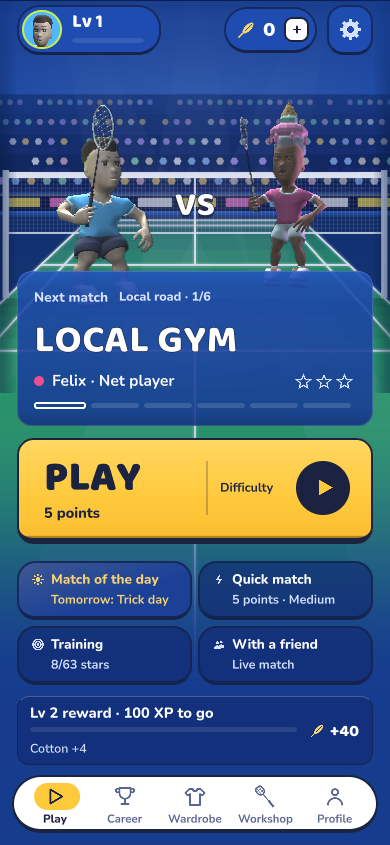 Lv 1
0
+
VS
Next match Local road · 1/6
LOCAL GYM
Felix · Net player
PLAY
5 points
Difficulty
Match of the day
Tomorrow: Trick day
Quick match
5 points · Medium
Training
8/63 stars
With a friend
Live match
Lv 2 reward · 100 XP to go
+40
Cotton +4
Play
Career
Wardrobe
Workshop
Profile